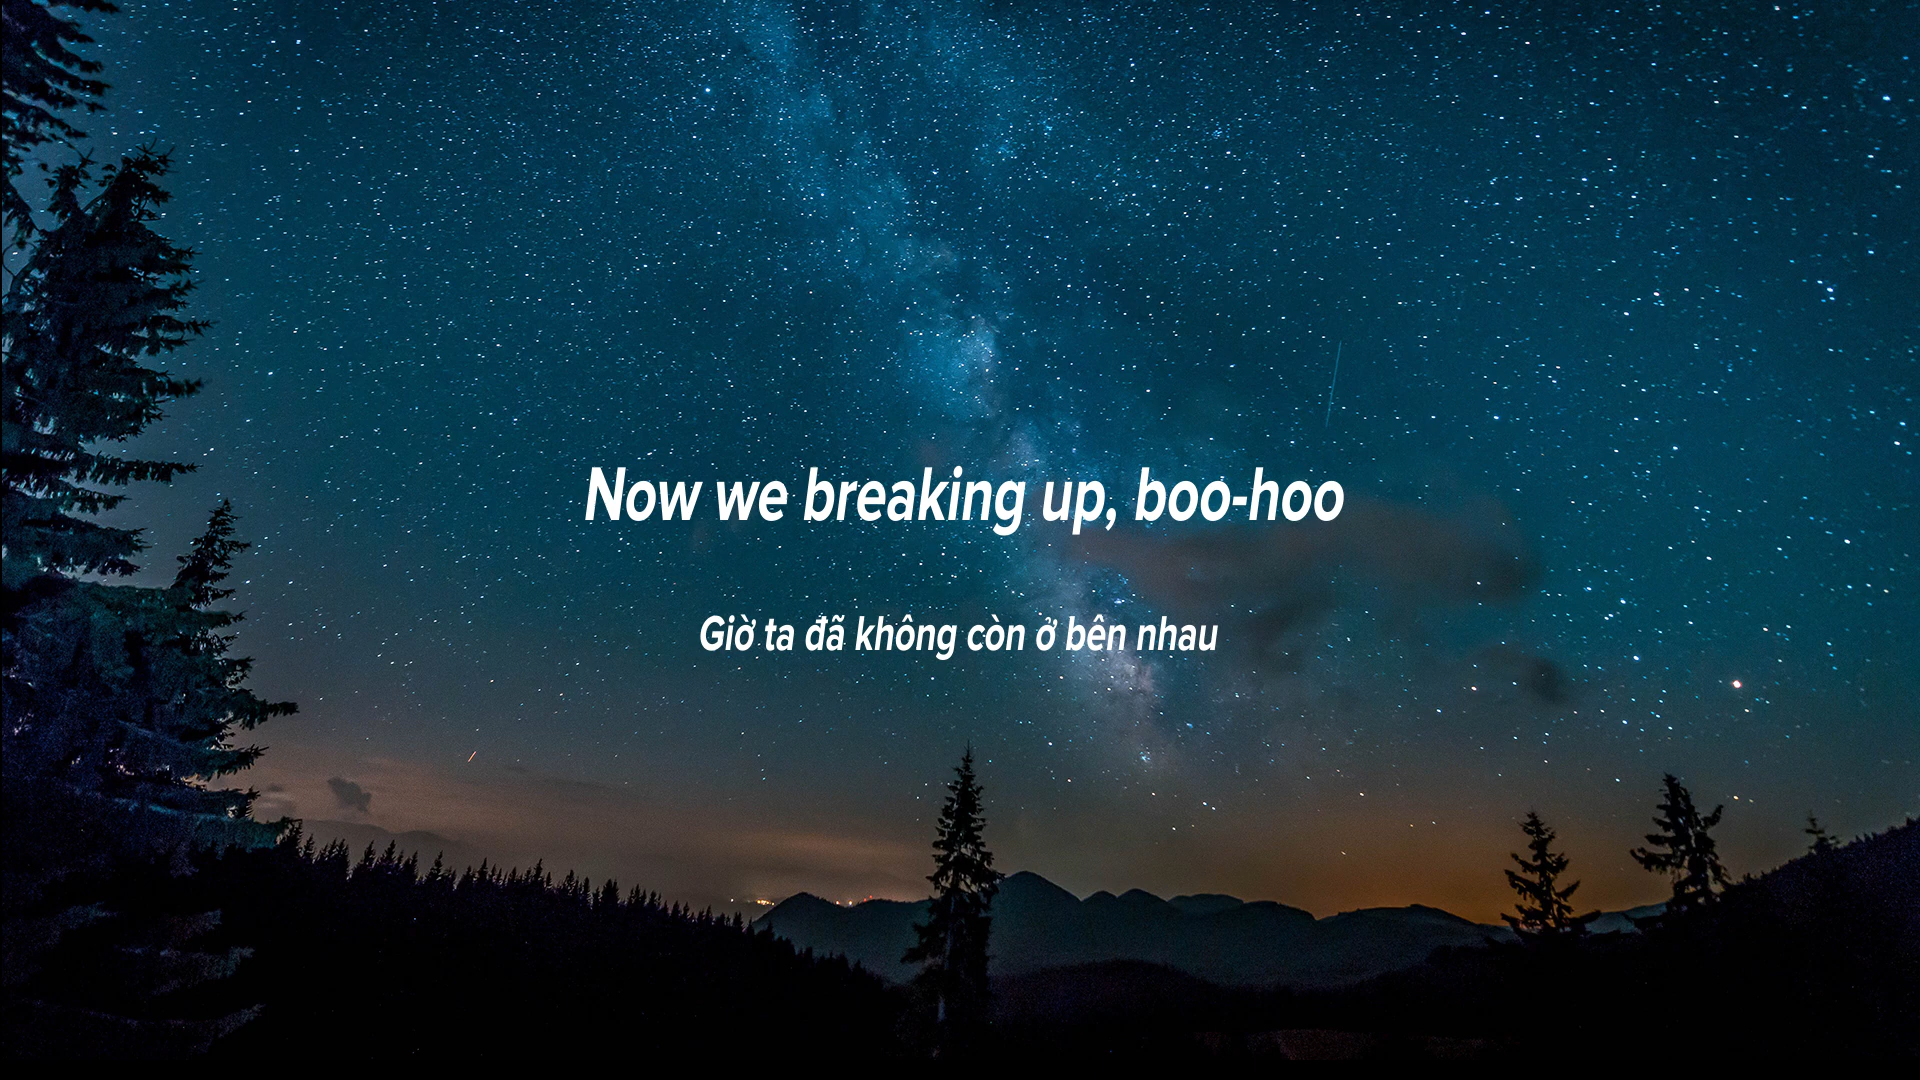 Now we breaking up, boo-hoo
Giờ ta đã không còn ở bên nhau